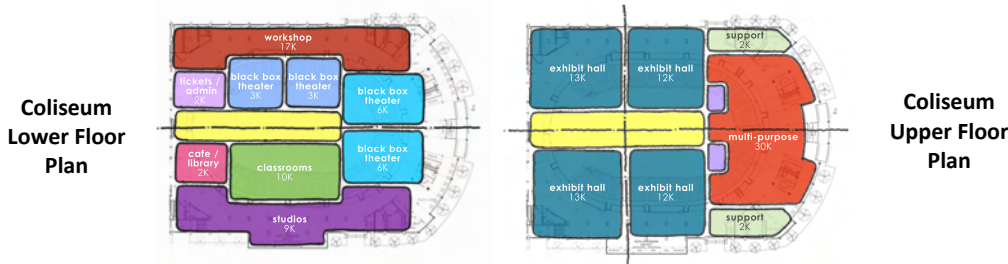 Coliseum
Lower Floor
Plan
workshop
17K
tickets /
admin
2K
black box
theater
3K
black box
theater
3K
black box
theater
6K
cafe /
library
2K
classrooms
10K
black box
theater
6K
studios
9K
exhibit hall
13K
exhibit hall
12K
support
2K
multi-purpose
30K
exhibit hall
13K
exhibit hall
12K
support
2K
Coliseum
Upper Floor
Plan